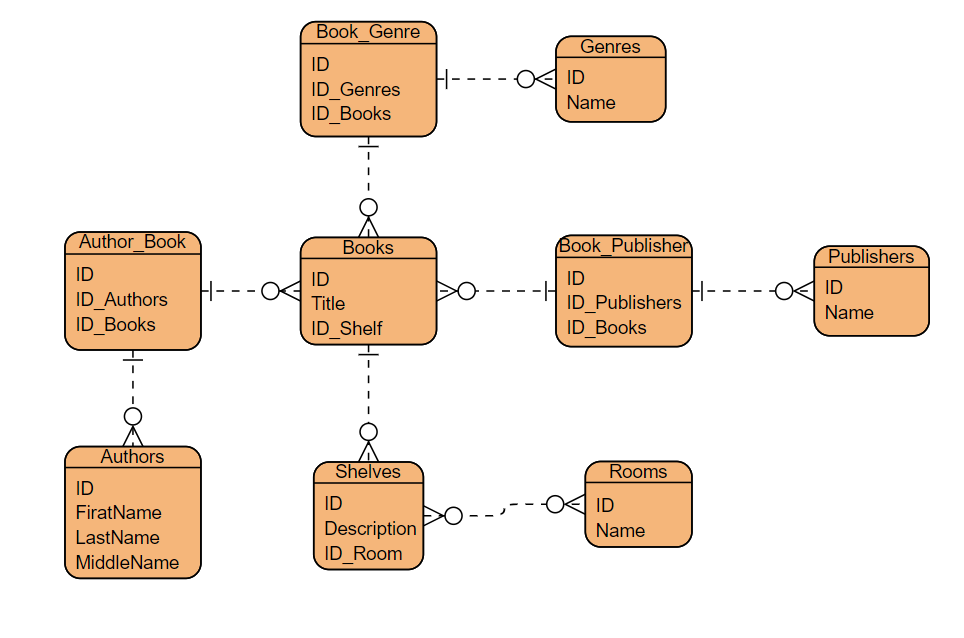 Book_Genre
ID
ID_Genres
ID_Books
Genres
ID
Name
Author_Book
ID
ID_Authors
ID_Books
Books
ID
Title
ID_Shelf
Book_Publisher
ID
ID_Publishers
ID_Books
Publishers
ID
Name
Authors
ID
FiratName
LastName
MiddleName
Shelves
ID
Description
ID_Room
Rooms
ID
Name